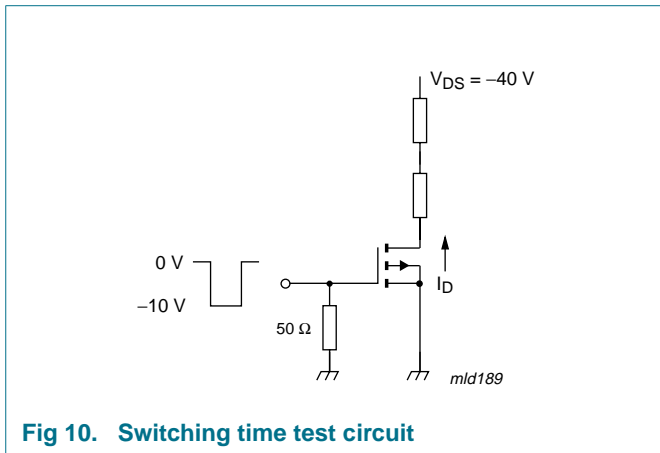 V_DS = −40 V
0 V
−10 V
I_D
50 Ω
mld189
Fig 10. Switching time test circuit